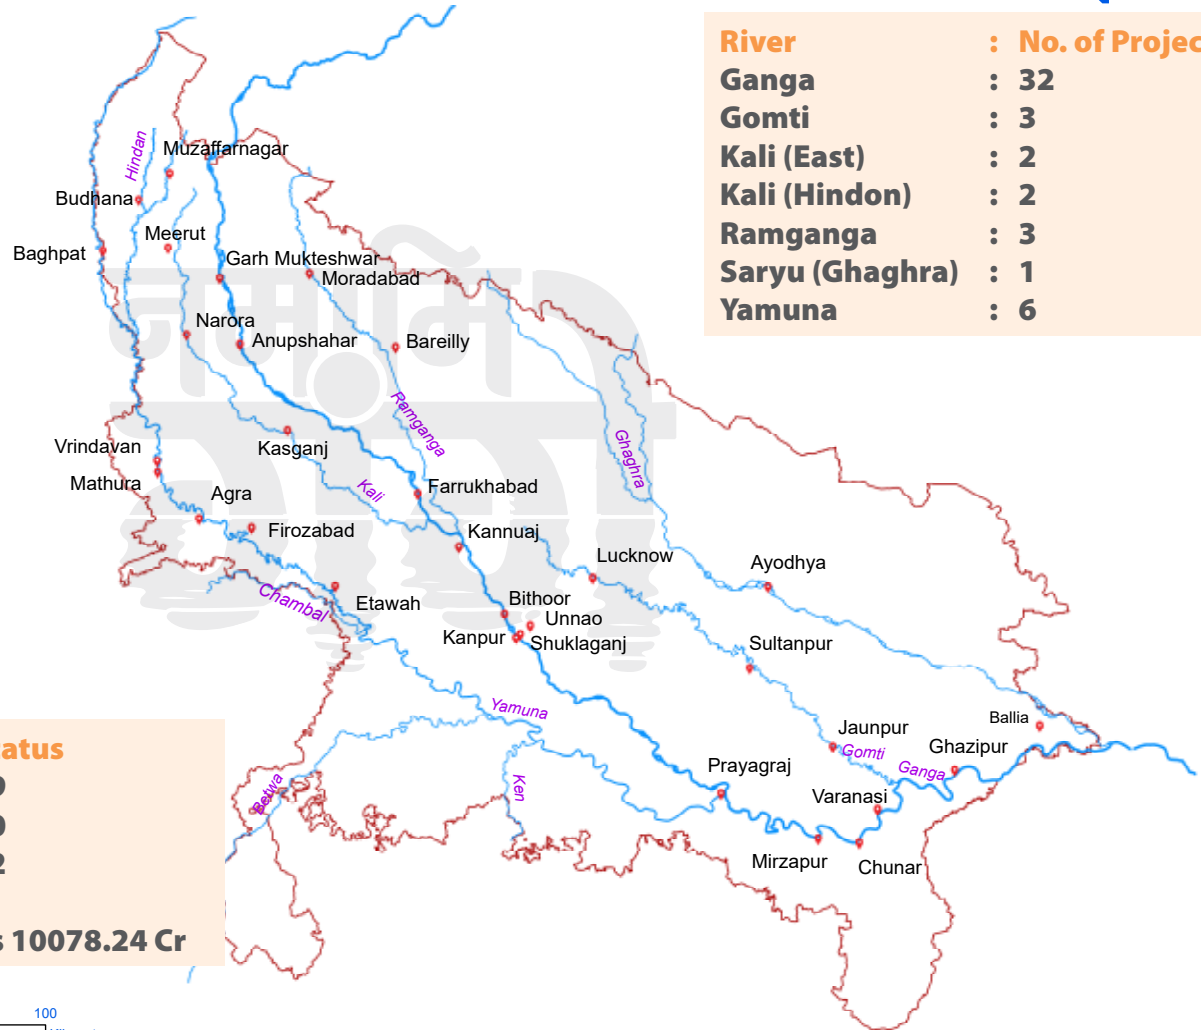 River : No. of Projec
Ganga : 32
Gomti : 3
Kali (East) : 2
Kali (Hindon) : 2
Ramganga : 3
Saryu (Ghaghra) : 1
Yamuna : 6
Hindan
Muzaffarnagar
Budhana
Meerut
Baghpat
Garh Mukteshwar
Moradabad
Narora
Anupshahar
Bareilly
Ramganga
Ghaghra
Kasganj
Vrindavan
Mathura
Agra
Kali
Farrukhabad
Firozabad
Kannuaj
Lucknow
Ayodhya
Chambal
Etawah
Bithoor
Unnao
Kanpur
Shuklaganj
Sultanpur
Yamuna
Ballia
Jaunpur
Gomti
Ghazipur
Ganga
Prayagraj
Betwa
Ken
Varanasi
Mirzapur
Chunar
नमामि
गंगे
atus
2
s 10078.24 Cr
100